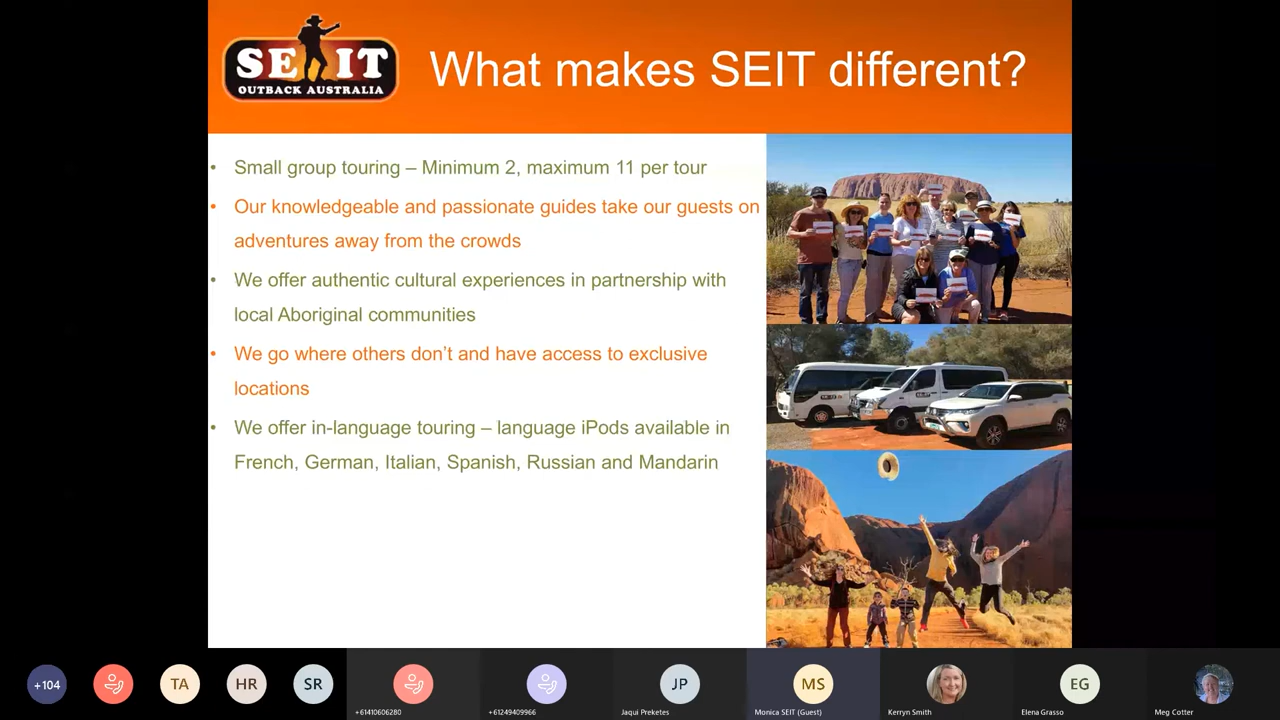 SEIT
OUTBACK AUSTRALIA
What makes SEIT different?
• Small group touring – Minimum 2, maximum 11 per tour
• Our knowledgeable and passionate guides take our guests on
adventures away from the crowds
• We offer authentic cultural experiences in partnership with
local Aboriginal communities
• We go where others don’t and have access to exclusive
locations
• We offer in-language touring – language iPods available in
French, German, Italian, Spanish, Russian and Mandarin
+104
TA
HR
SR
+61410606280
+61249409966
JP
Jaqui Preketes
MS
Monica SEIT (Guest)
Kerryn Smith
EG
Elena Grasso
Meg Cotter